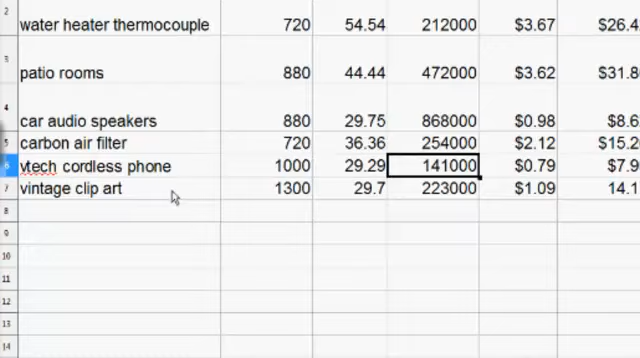 2 water heater thermocouple 720 54.54 212000 $3.67 $26.4
3 patio rooms 880 44.44 472000 $3.62 $31.8
4 car audio speakers 880 29.75 868000 $0.98 $8.6
5 carbon air filter 720 36.36 254000 $2.12 $15.2
6 vtech cordless phone 1000 29.29 141000 $0.79 $7.9
7 vintage clip art 1300 29.7 223000 $1.09 14.1
8
9
10
11
12
13
14